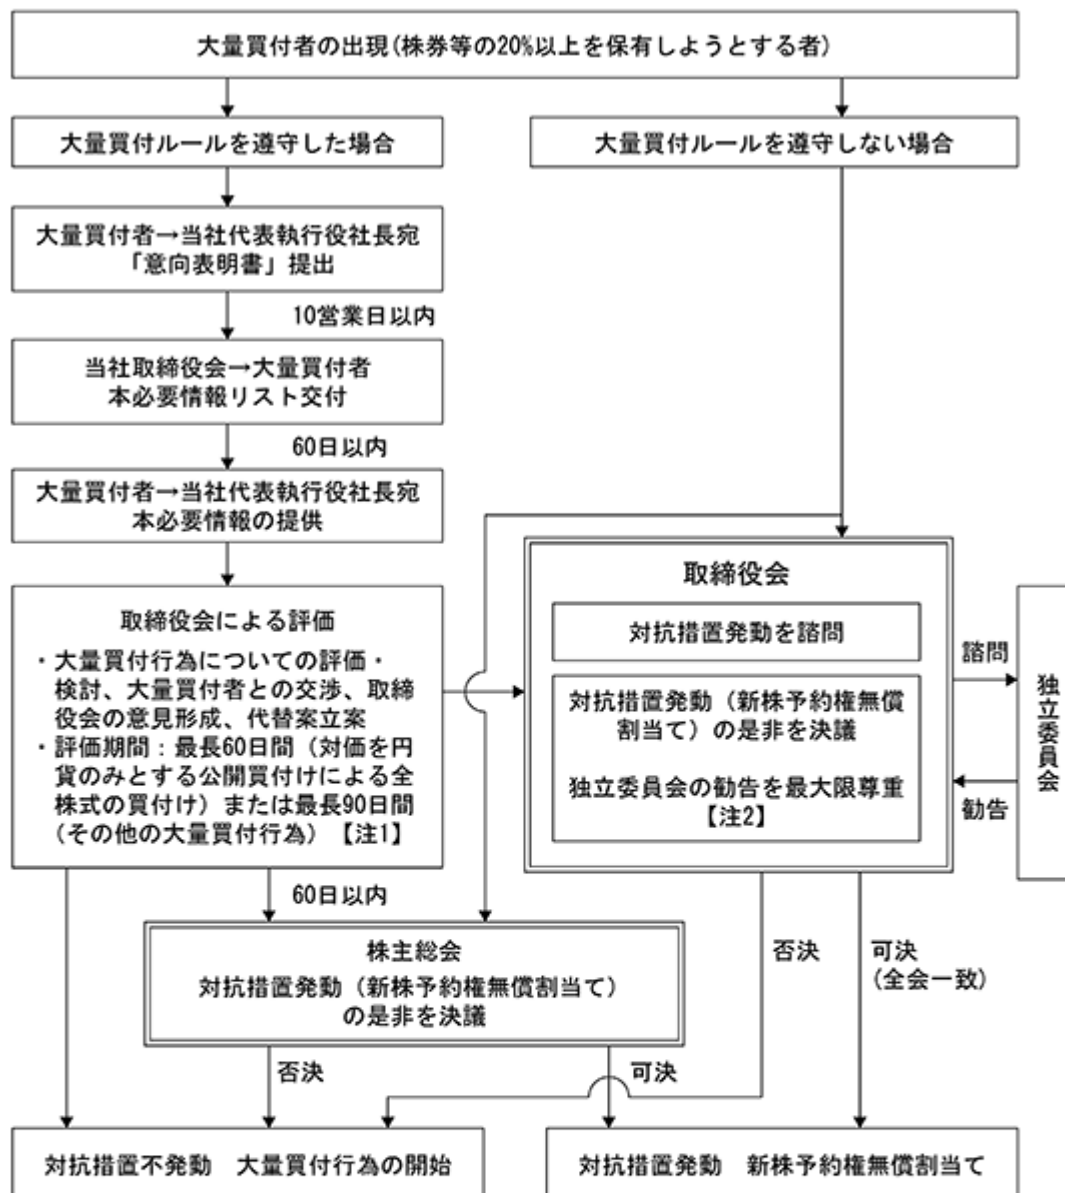 大量買付者の出現(株券等の20%以上を保有しようとする者)
大量買付ルールを遵守した場合
大量買付ルールを遵守しない場合
大量買付者→当社代表執行役社長宛
「意向表明書」提出
10営業日以内
当社取締役会→大量買付者
本必要情報リスト交付
60日以内
大量買付者→当社代表執行役社長宛
本必要情報の提供
取締役会による評価
・大量買付行為についての評価・
検討、大量買付者との交渉、取締
役会の意見形成、代替案立案
・評価期間：最長60日間（対価を円
貨のみとする公開買付けによる全
株式の買付け）または最長90日間
(その他の大量買付行為）【注1】
取締役会
対抗措置発動を諮問
対抗措置発動（新株予約権無償
割当て）の是非を決議
独立委員会の勧告を最大限尊重
【注2】
諮問
勧告
独立委員会
60日以内
株主総会
対抗措置発動（新株予約権無償割当て）
の是非を決議
否決
可決
(全会一致)
否決
可決
対抗措置不発動　大量買付行為の開始
対抗措置発動　新株予約権無償割当て